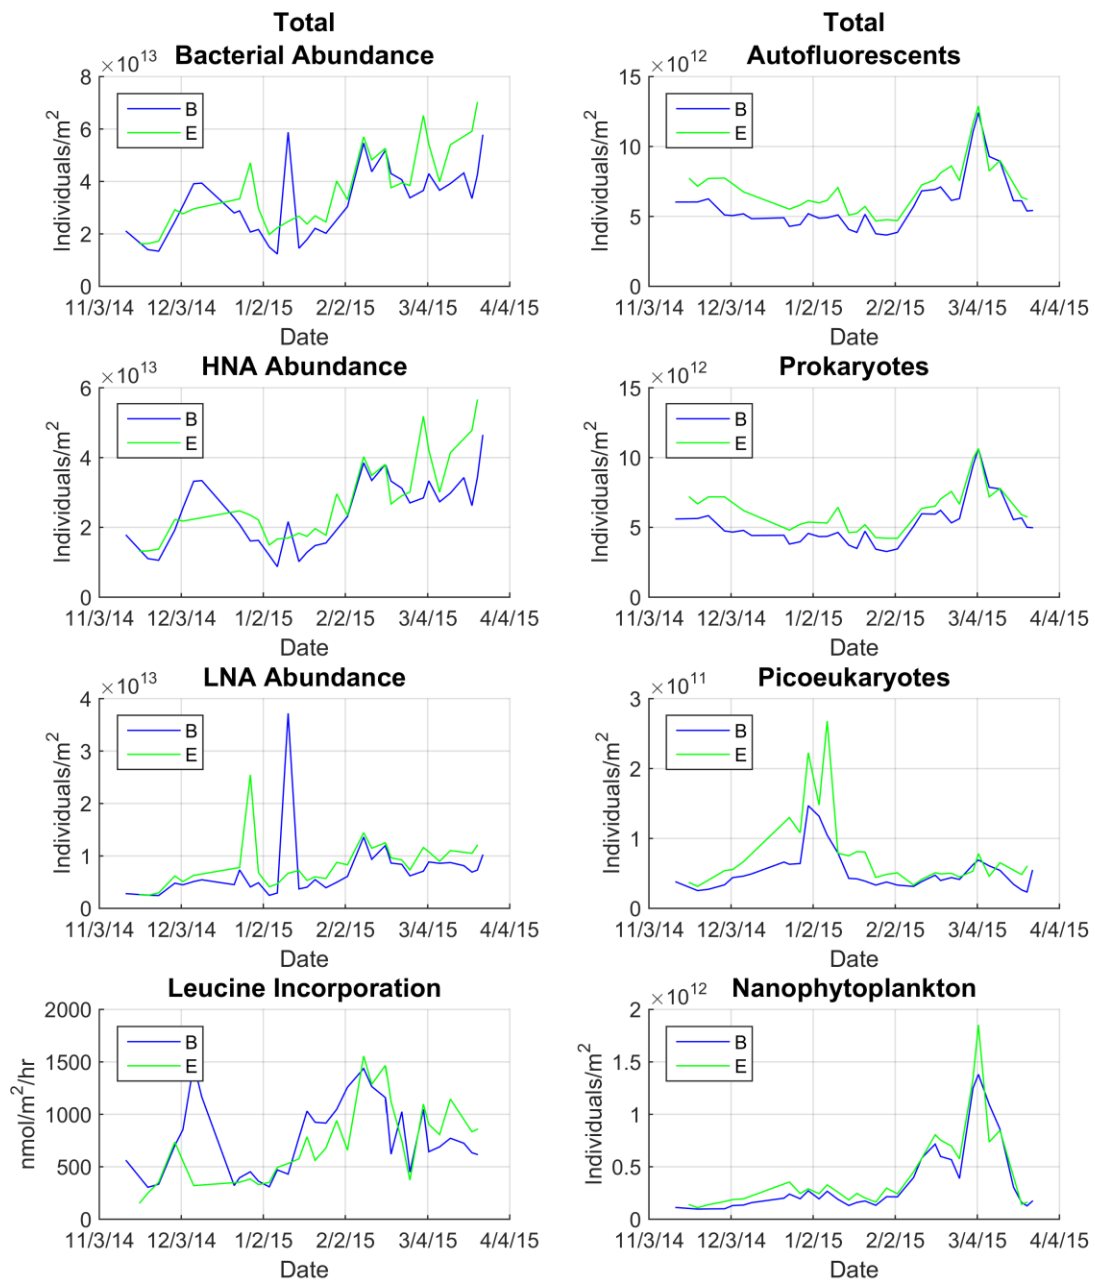 Total
Bacterial Abundance
×10^13
8
6
4
2
0
Individuals/m^2
B
E
11/3/14 12/3/14 1/2/15 2/2/15 3/4/15 4/4/15
Date
Total
Autofluorescents
×10^12
15
10
5
0
Individuals/m^2
B
E
11/3/14 12/3/14 1/2/15 2/2/15 3/4/15 4/4/15
Date
HNA Abundance
×10^13
6
4
2
0
Individuals/m^2
B
E
11/3/14 12/3/14 1/2/15 2/2/15 3/4/15 4/4/15
Date
Prokaryotes
×10^12
15
10
5
0
Individuals/m^2
B
E
11/3/14 12/3/14 1/2/15 2/2/15 3/4/15 4/4/15
Date
LNA Abundance
×10^13
4
3
2
1
0
Individuals/m^2
B
E
11/3/14 12/3/14 1/2/15 2/2/15 3/4/15 4/4/15
Date
Picoeukaryotes
×10^11
3
2
1
0
Individuals/m^2
B
E
11/3/14 12/3/14 1/2/15 2/2/15 3/4/15 4/4/15
Date
Leucine Incorporation
2000
1500
1000
500
0
nmol/m^2/hr
B
E
11/3/14 12/3/14 1/2/15 2/2/15 3/4/15 4/4/15
Date
Nanophytoplankton
×10^12
2
1.5
1
0.5
0
Individuals/m^2
B
E
11/3/14 12/3/14 1/2/15 2/2/15 3/4/15 4/4/15
Date